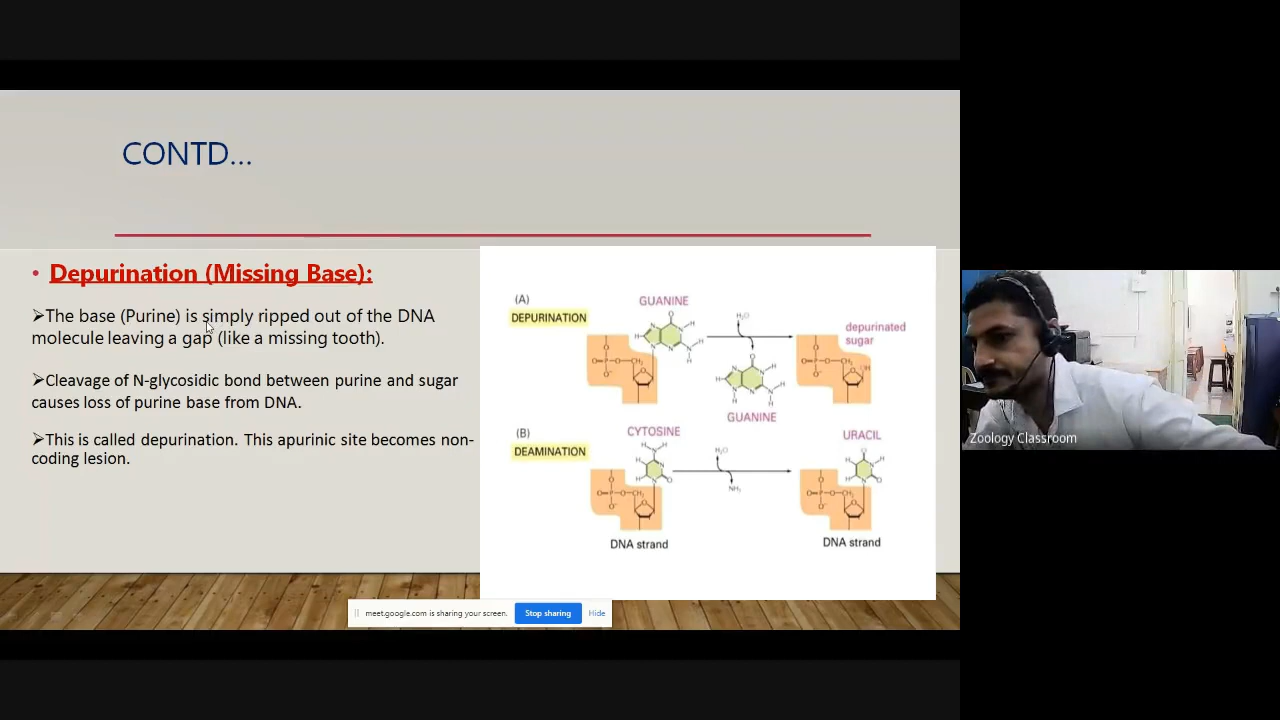 CONTD...
• Depurination (Missing Base):
➢The base (Purine) is simply ripped out of the DNA
molecule leaving a gap (like a missing tooth).
➢Cleavage of N-glycosidic bond between purine and sugar
causes loss of purine base from DNA.
➢This is called depurination. This apurinic site becomes non-
coding lesion.
(A)
DEPURINATION
GUANINE
H₂O
depurinated
sugar
GUANINE
(B)
DEAMINATION
CYTOSINE
H₂O
NH₃
URACIL
DNA strand
DNA strand
meet.google.com is sharing your screen.
Stop sharing
Hide
Zoology Classroom